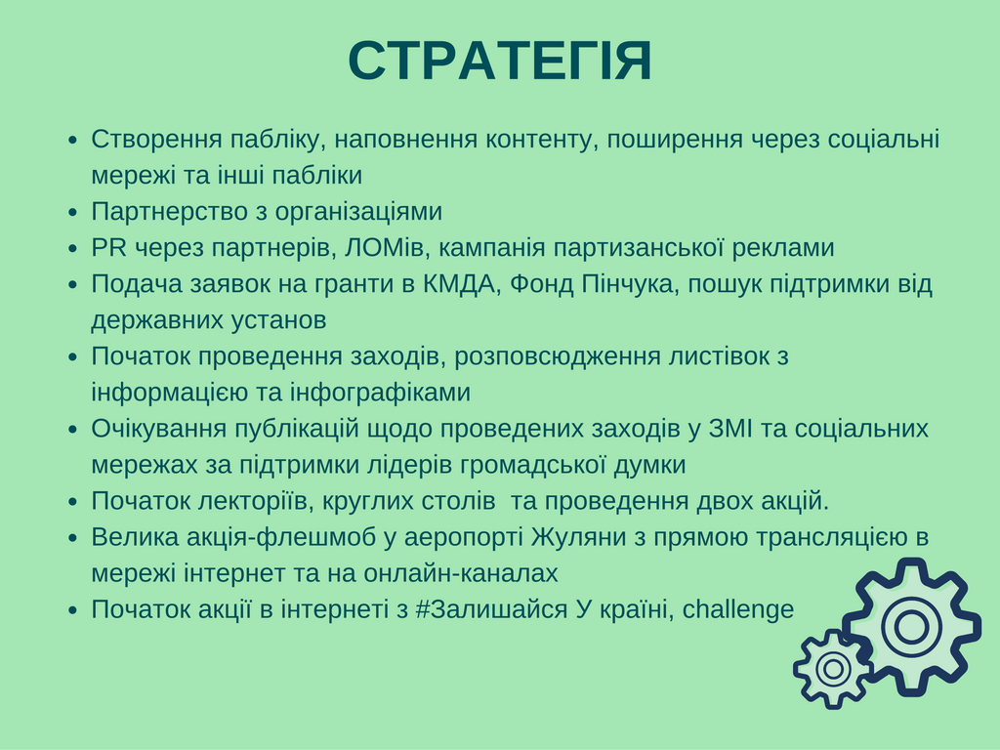 СТРАТЕГІЯ
• Створення пабліку, наповнення контенту, поширення через соціальні
мережі та інші пабліки
• Партнерство з організаціями
• PR через партнерів, ЛОМів, кампанія партизанської реклами
• Подача заявок на гранти в КМДА, Фонд Пінчука, пошук підтримки від
державних установ
• Початок проведення заходів, розповсюдження листівок з
інформацією та інфографіками
• Очікування публікацій щодо проведених заходів у ЗМІ та соціальних
мережах за підтримки лідерів громадської думки
• Початок лекторіїв, круглих столів  та проведення двох акцій.
• Велика акція-флешмоб у аеропорті Жуляни з прямою трансляцією в
мережі інтернет та на онлайн-каналах
• Початок акції в інтернеті з #Залишайся У країні, challenge